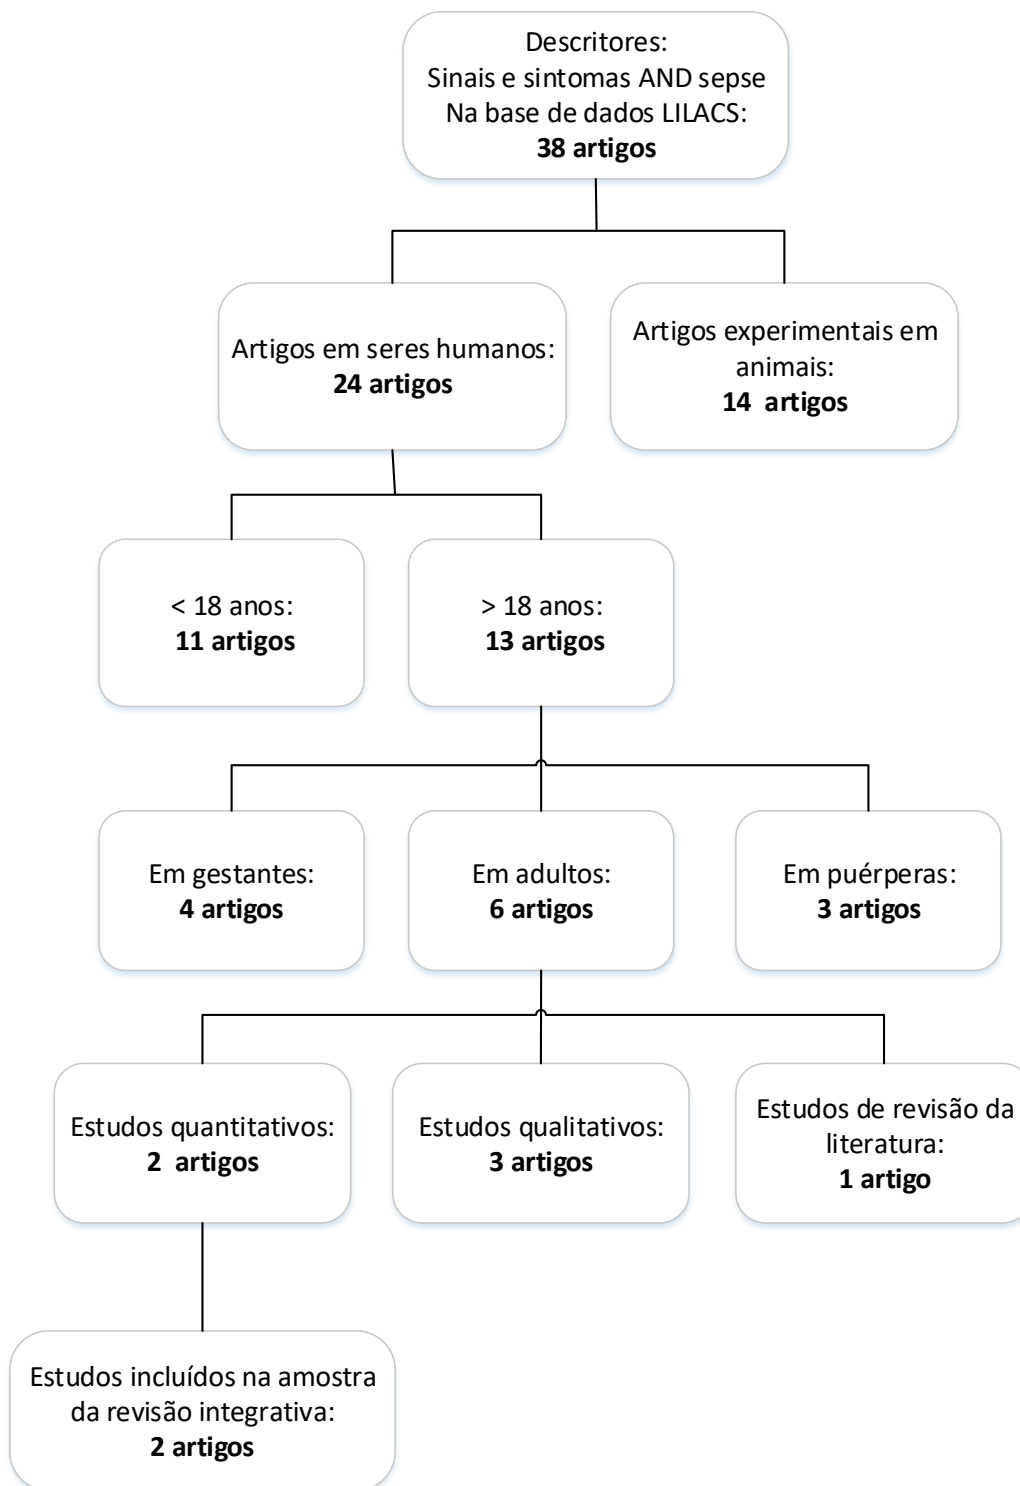 Descritores:
Sinais e sintomas AND sepse
Na base de dados LILACS:
38 artigos
Artigos em seres humanos:
24 artigos
Artigos experimentais em
animais:
14 artigos
< 18 anos:
11 artigos
> 18 anos:
13 artigos
Em gestantes:
4 artigos
Em adultos:
6 artigos
Em puérperas:
3 artigos
Estudos quantitativos:
2 artigos
Estudos qualitativos:
3 artigos
Estudos de revisão da
literatura:
1 artigo
Estudos incluídos na amostra
da revisão integrativa:
2 artigos